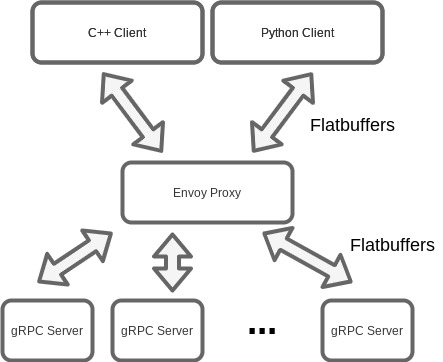 C++ Client
Python Client
Flatbuffers
Envoy Proxy
Flatbuffers
gRPC Server
gRPC Server
...
gRPC Server